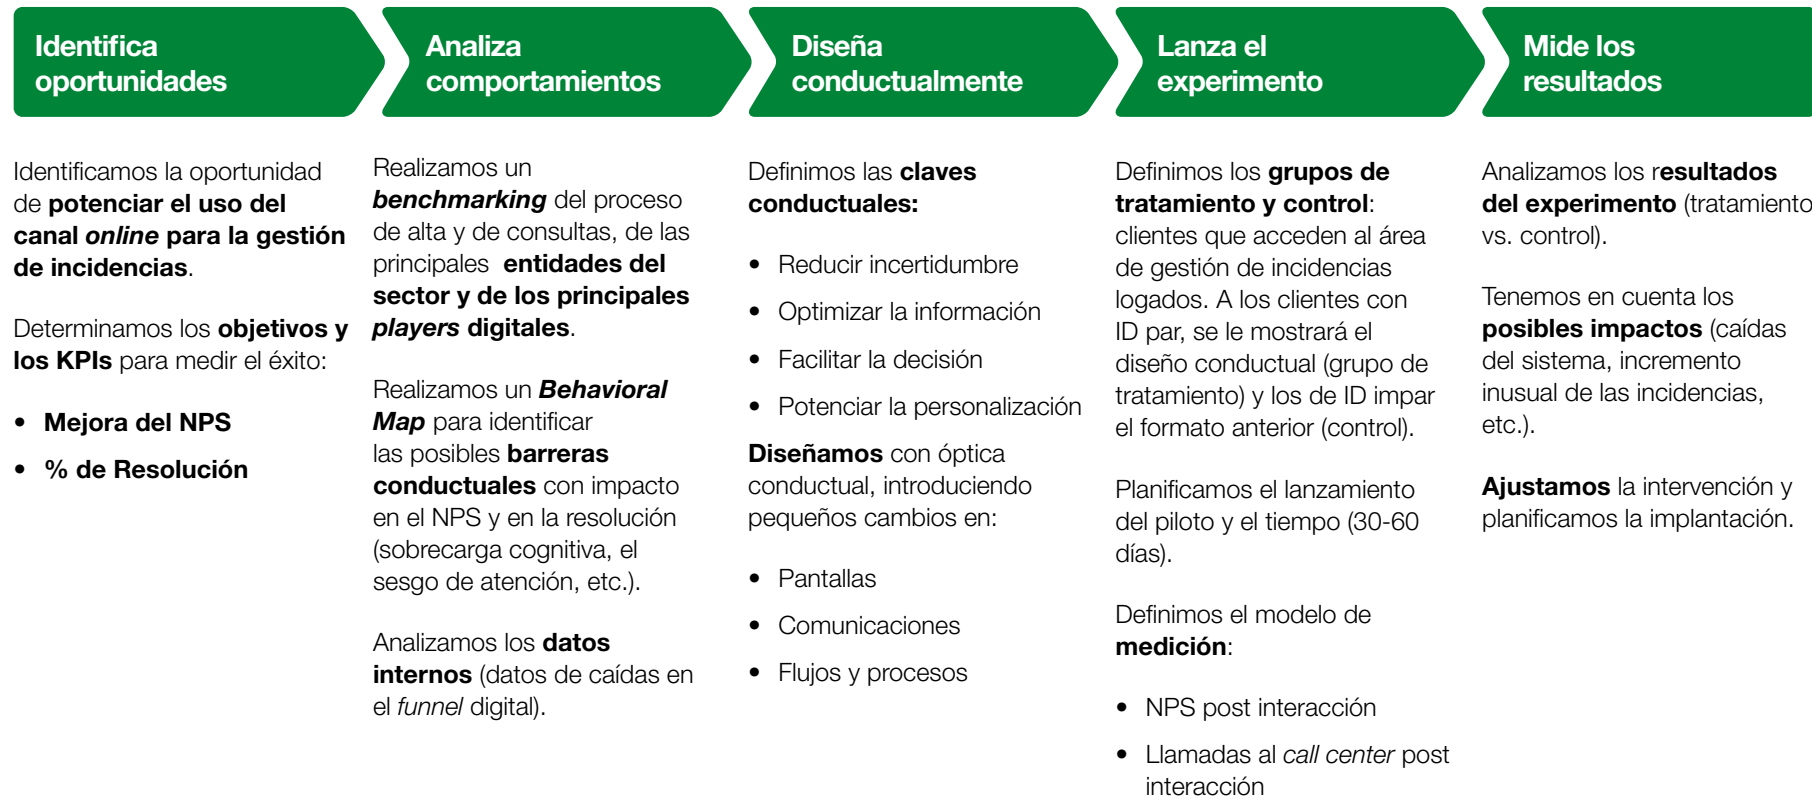 Identifica
oportunidades
Analiza
comportamientos
Diseña
conductualmente
Lanza el
experimento
Mide los
resultados
Identificamos la oportunidad
de potenciar el uso del
canal online para la gestión
de incidencias.
Determinamos los objetivos y
los KPIs para medir el éxito:
• Mejora del NPS
• % de Resolución
Realizamos un
benchmarking del proceso
de alta y de consultas, de las
principales entidades del
sector y de los principales
players digitales.
Realizamos un Behavioral
Map para identificar
las posibles barreras
conductuales con impacto
en el NPS y en la resolución
(sobrecarga cognitiva, el
sesgo de atención, etc.).
Analizamos los datos
internos (datos de caídas en
el funnel digital).
Definimos las claves
conductuales:
• Reducir incertidumbre
• Optimizar la información
• Facilitar la decisión
• Potenciar la personalización
Diseñamos con óptica
conductual, introduciendo
pequeños cambios en:
• Pantallas
• Comunicaciones
• Flujos y procesos
Definimos los grupos de
tratamiento y control:
clientes que acceden al área
de gestión de incidencias
logados. A los clientes con
ID par, se le mostrará el
diseño conductual (grupo de
tratamiento) y los de ID impar
el formato anterior (control).
Planificamos el lanzamiento
del piloto y el tiempo (30-60
días).
Definimos el modelo de
medición:
• NPS post interacción
• Llamadas al call center post
interacción
Analizamos los resultados
del experimento (tratamiento
vs. control).
Tenemos en cuenta los
posibles impactos (caídas
del sistema, incremento
inusual de las incidencias,
etc.).
Ajustamos la intervención y
planificamos la implantación.